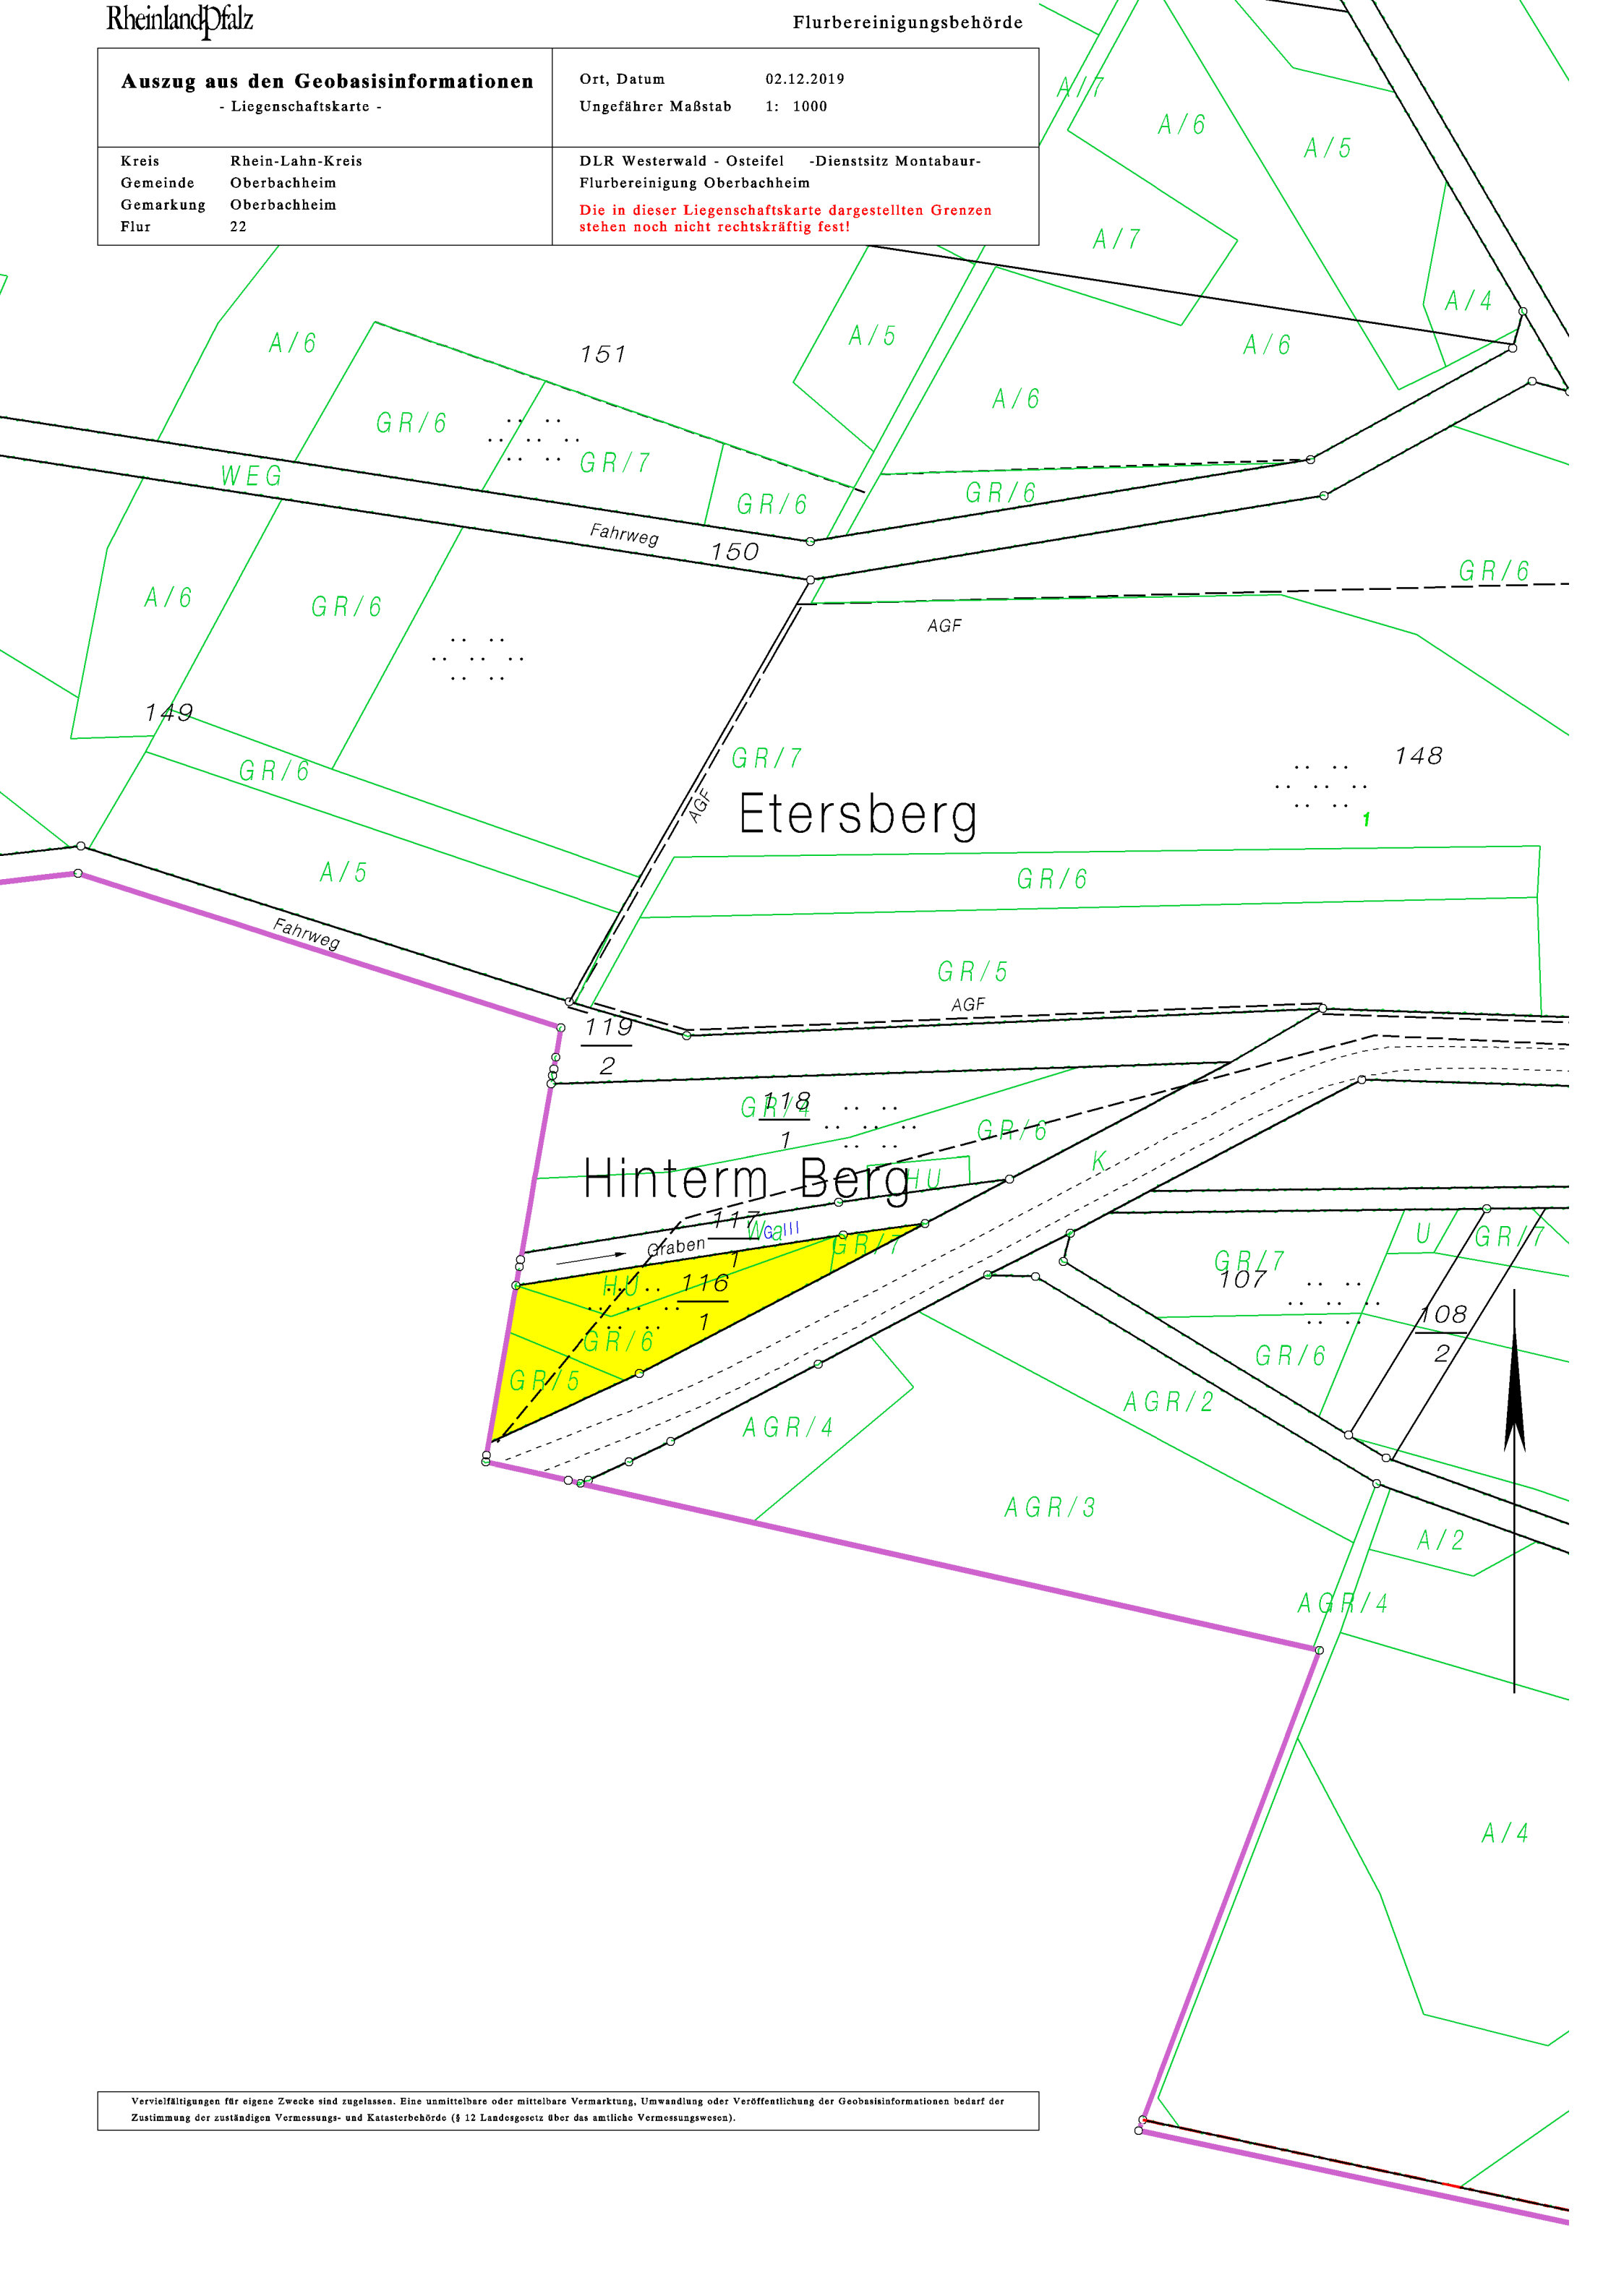 RheinlandPfalz
Flurbereinigungsbehörde
Auszug aus den Geobasisinformationen
- Liegenschaftskarte -
Ort, Datum 02.12.2019
Ungefährer Maßstab 1: 1000
Kreis Rhein-Lahn-Kreis
Gemeinde Oberbachheim
Gemarkung Oberbachheim
Flur 22
DLR Westerwald - Osteifel -Dienstsitz Montabaur-
Flurbereinigung Oberbachheim
Die in dieser Liegenschaftskarte dargestellten Grenzen
stehen noch nicht rechtskräftig fest!
A/7
A/6
A/5
A/7
A/4
A/6
A/5
A/6
151
A/6
GR/6
GR/7
GR/6
GR/6
WEG
Fahrweg
150
GR/6
AGF
A/6
GR/6
149
GR/6
GR/7
148
AGF
Etersberg
1
A/5
GR/6
Fahrweg
GR/5
AGF
119
2
GR/4
118
1
GR/6
K
Hinterm Berg
HU
117
1
Wa
GIII
Graben
GR/7
HU
116
1
GR/6
GR/5
U
GR/7
GR/7
107
108
2
GR/6
AGR/2
AGR/4
AGR/3
A/2
AGR/4
A/4
Vervielfältigungen für eigene Zwecke sind zugelassen. Eine unmittelbare oder mittelbare Vermarktung, Umwandlung oder Veröffentlichung der Geobasisinformationen bedarf der
Zustimmung der zuständigen Vermessungs- und Katasterbehörde (§ 12 Landesgesetz über das amtliche Vermessungswesen).